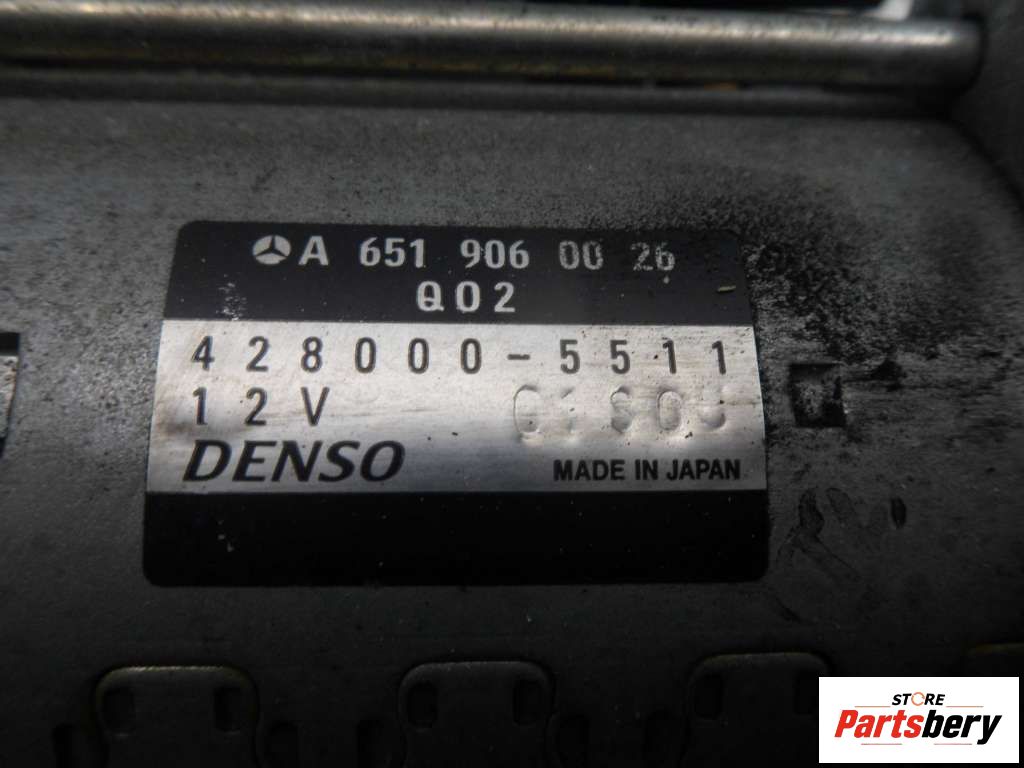 A 651 906 00 26
Q02
428000-5511
12V
DENSO
MADE IN JAPAN
STORE
Partsbery